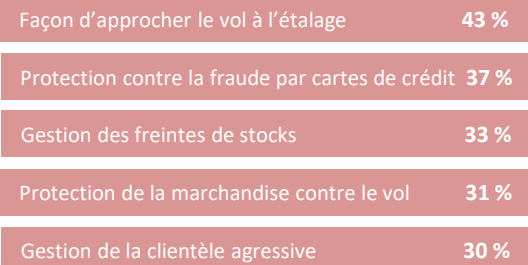 Façon d’approcher le vol à l’étalage 43 %
Protection contre la fraude par cartes de crédit 37 %
Gestion des freintes de stocks 33 %
Protection de la marchandise contre le vol 31 %
Gestion de la clientèle agressive 30 %